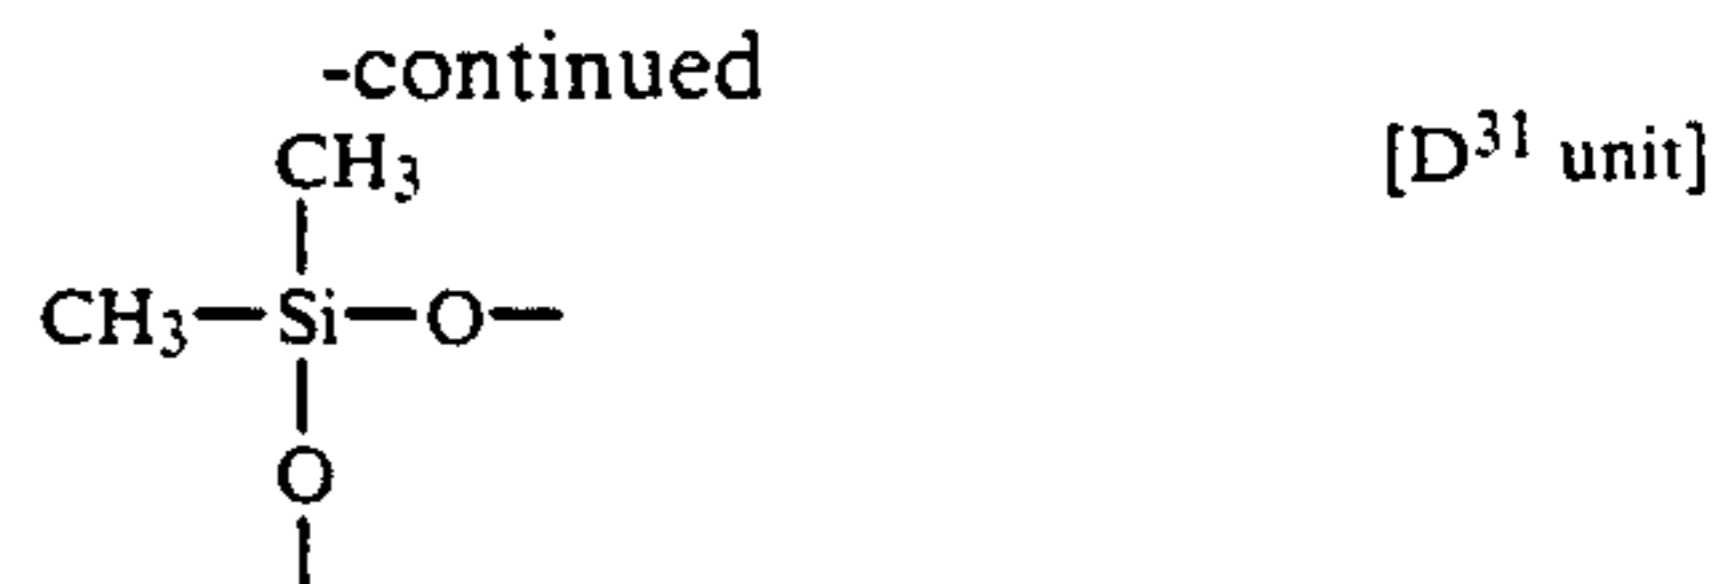 -continued
CH3 [D31 unit]
CH3—Si—O—
O